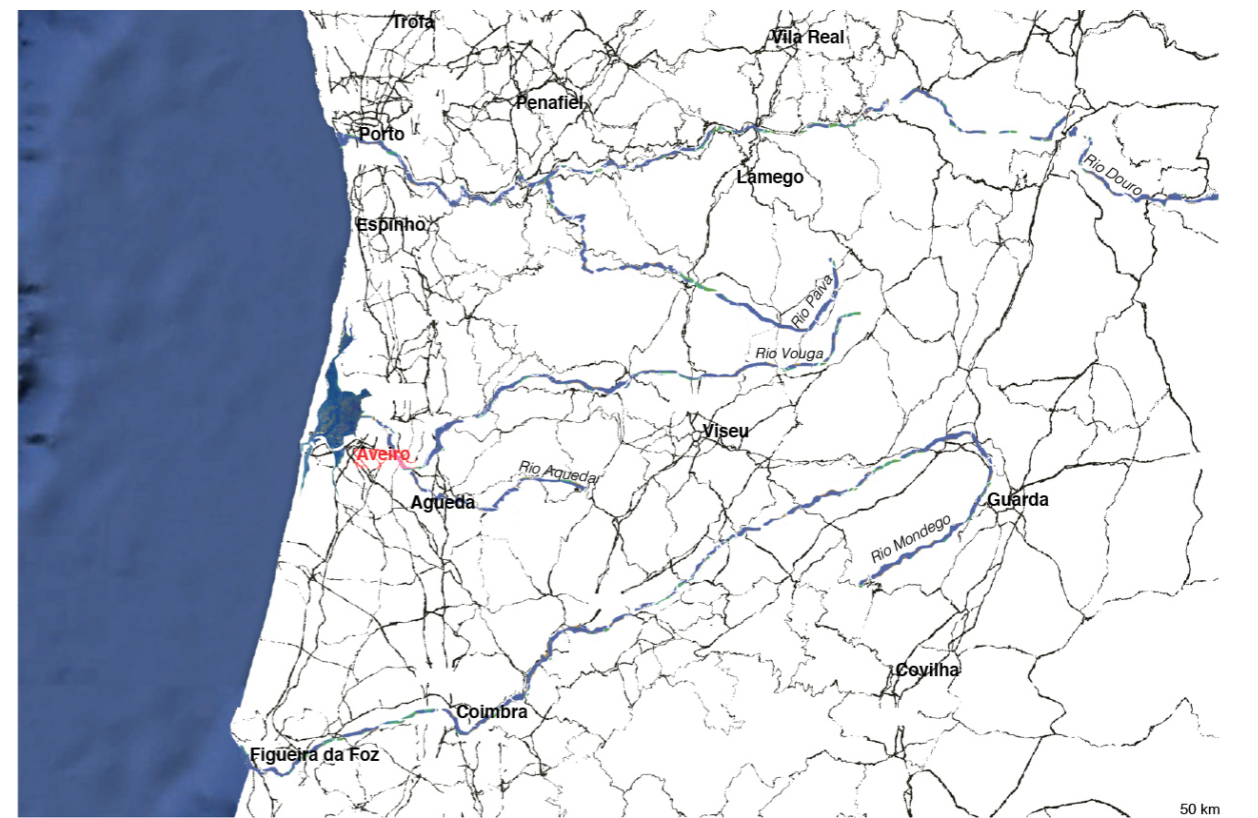 Trofa
Vila Real
Penafiel
Porto
Rio Douro
Lamego
Espinho
Rio Paiva
Rio Vouga
Viseu
Aveiro
Rio Aguedar
Agueda
Guarda
Rio Mondego
Covilha
Coimbra
Figueira da Foz
50 km